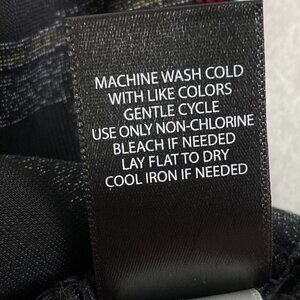 MACHINE WASH COLD
WITH LIKE COLORS
GENTLE CYCLE
USE ONLY NON-CHLORINE
BLEACH IF NEEDED
LAY FLAT TO DRY
COOL IRON IF NEEDED